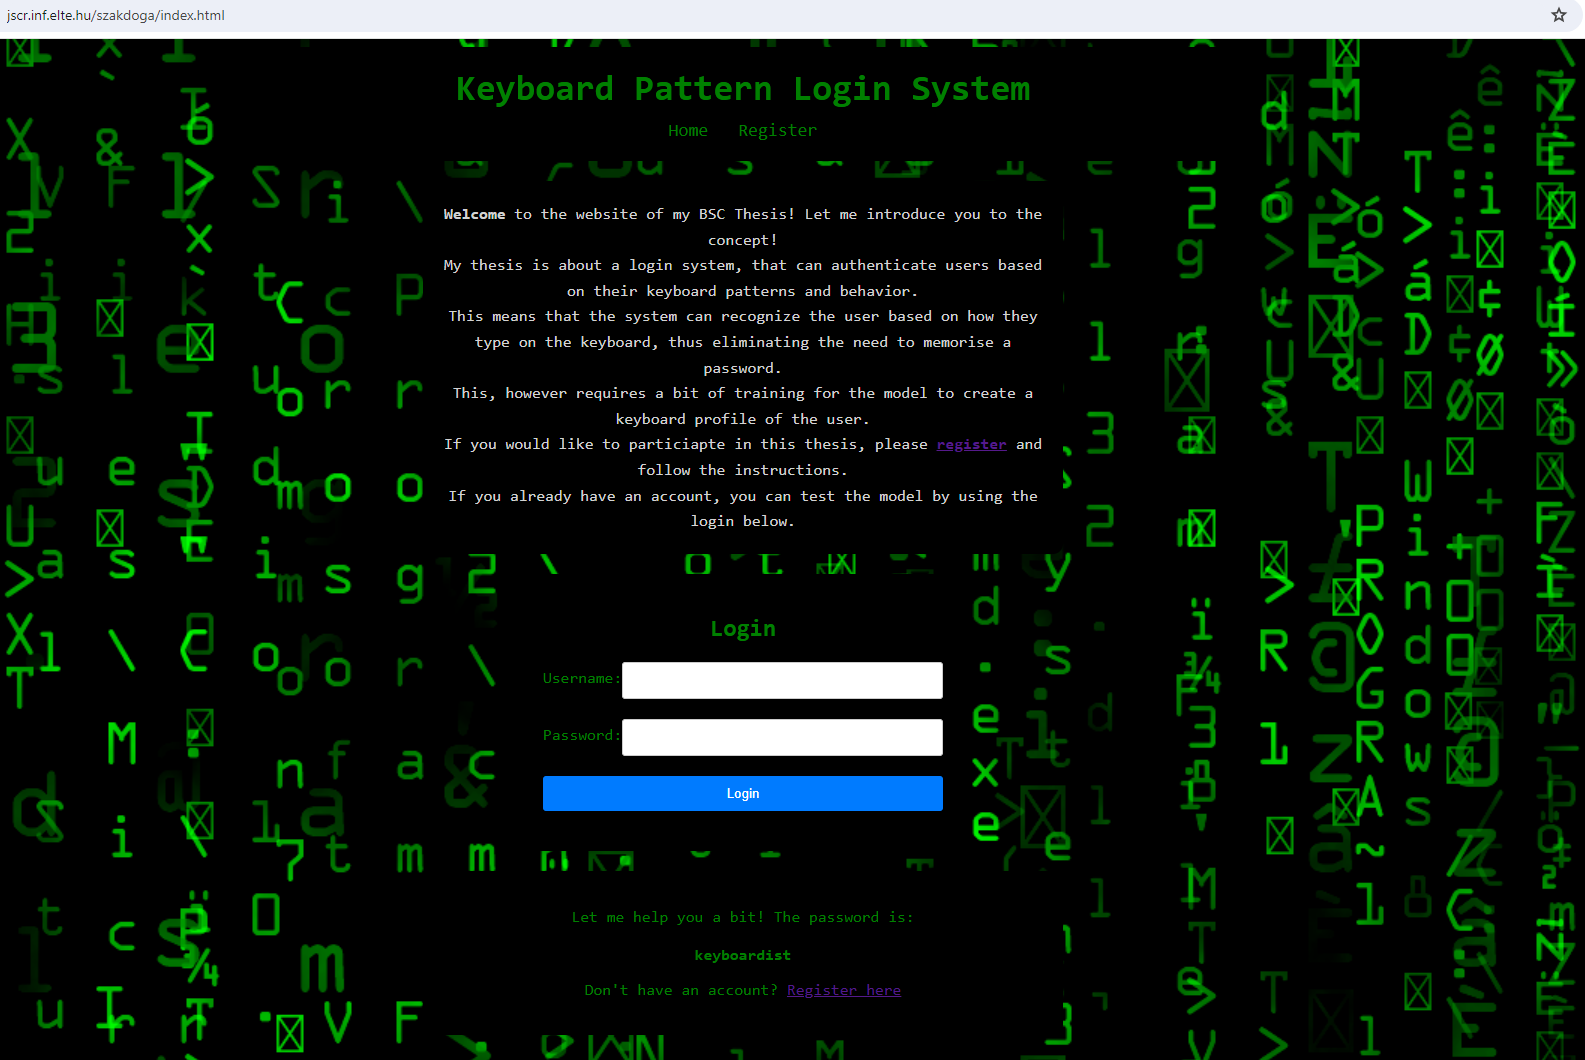 jscr.inf.elte.hu/szakdoga/index.html
Keyboard Pattern Login System
Home Register
Welcome to the website of my BSC Thesis! Let me introduce you to the
concept!
My thesis is about a login system, that can authenticate users based
on their keyboard patterns and behavior.
This means that the system can recognize the user based on how they
type on the keyboard, thus eliminating the need to memorise a
password.
This, however requires a bit of training for the model to create a
keyboard profile of the user.
If you would like to particiapte in this thesis, please register and
follow the instructions.
If you already have an account, you can test the model by using the
login below.
Login
Username:
Password:
Login
Let me help you a bit! The password is:
keyboardist
Don't have an account? Register here